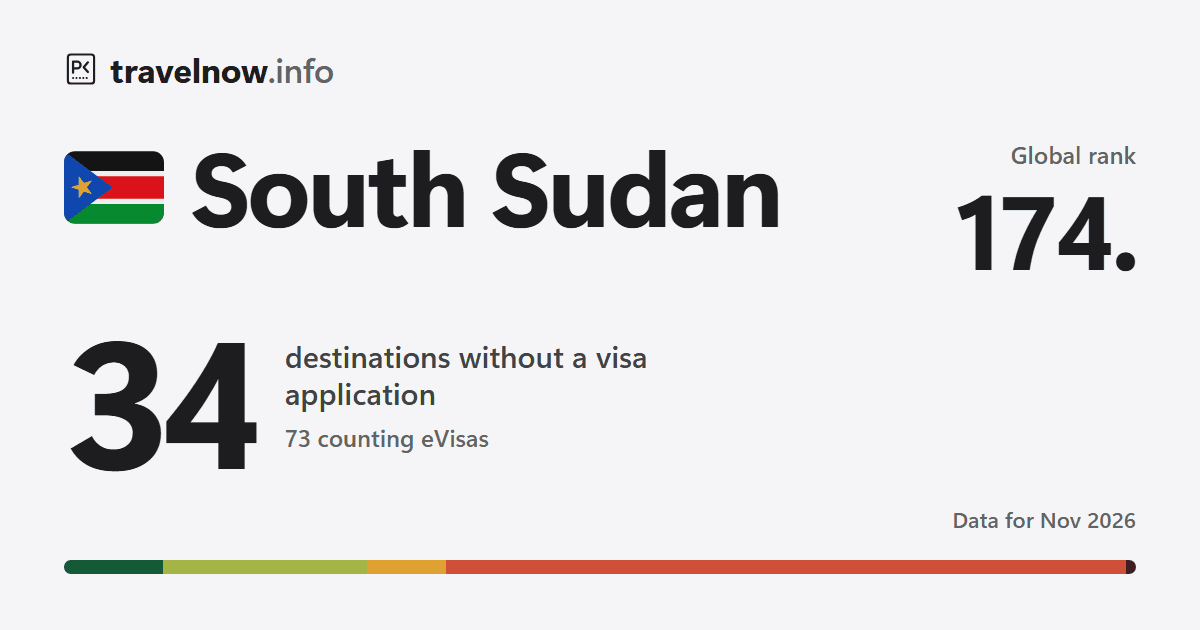 travelnow.info
South Sudan
Global rank
174.
34
destinations without a visa
application
73 counting eVisas
Data for Nov 2026